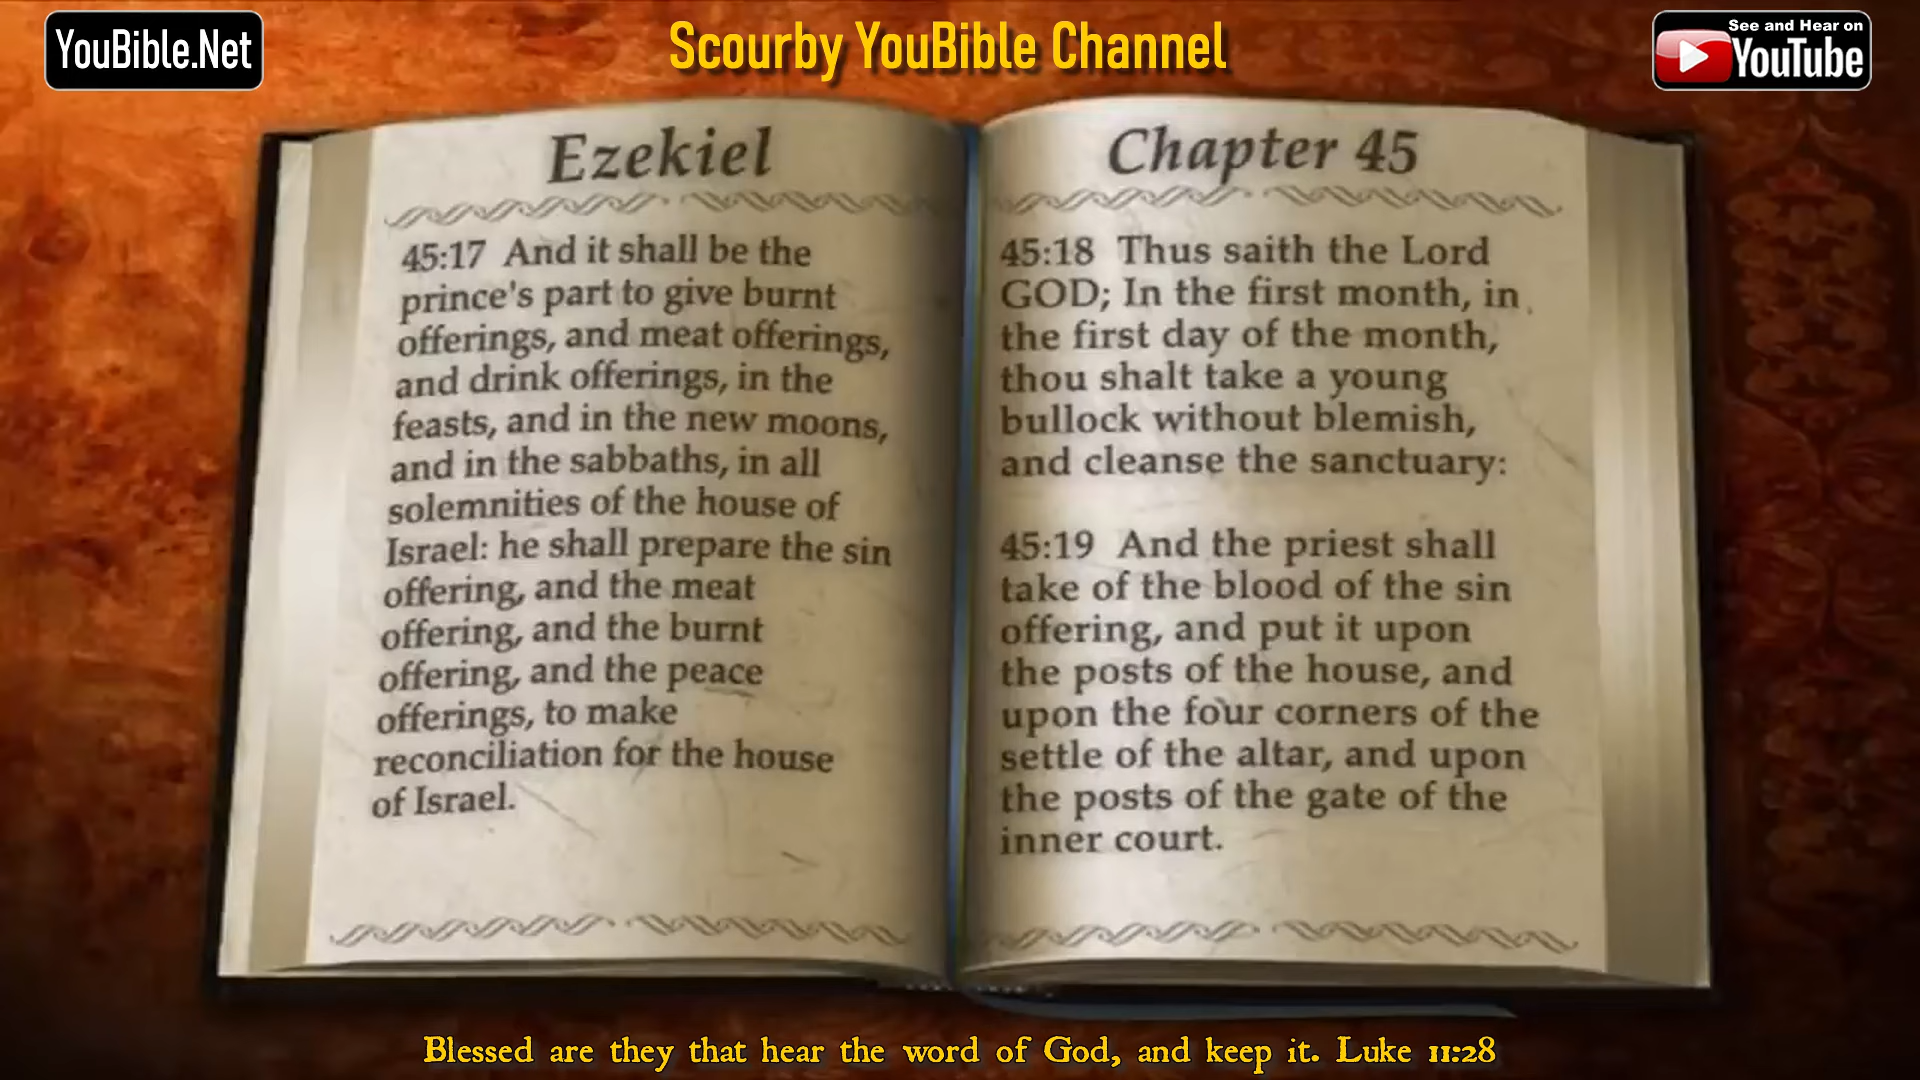 YouBible.Net
Scourby YouBible Channel
See and Hear on
YouTube
Ezekiel
45:17 And it shall be the
prince's part to give burnt
offerings, and meat offerings,
and drink offerings, in the
feasts, and in the new moons,
and in the sabbaths, in all
solemnities of the house of
Israel: he shall prepare the sin
offering, and the meat
offering, and the burnt
offering, and the peace
offerings, to make
reconciliation for the house
of Israel.
Chapter 45
45:18 Thus saith the Lord
GOD; In the first month, in
the first day of the month,
thou shalt take a young
bullock without blemish,
and cleanse the sanctuary:
45:19 And the priest shall
take of the blood of the sin
offering, and put it upon
the posts of the house, and
upon the four corners of the
settle of the altar, and upon
the posts of the gate of the
inner court.
Blessed are they that hear the word of God, and keep it. Luke 11:28